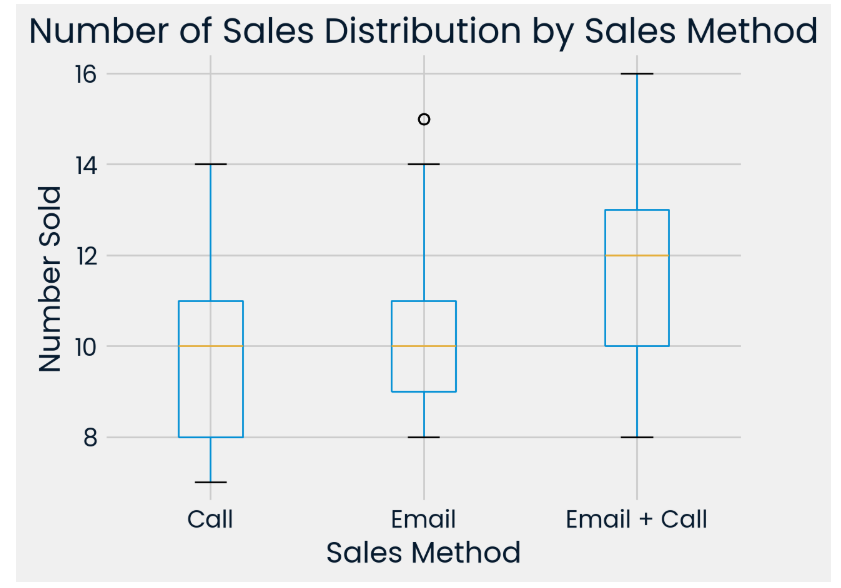 Number of Sales Distribution by Sales Method
16
14
12
10
8
Number Sold
Call Email Email + Call
Sales Method